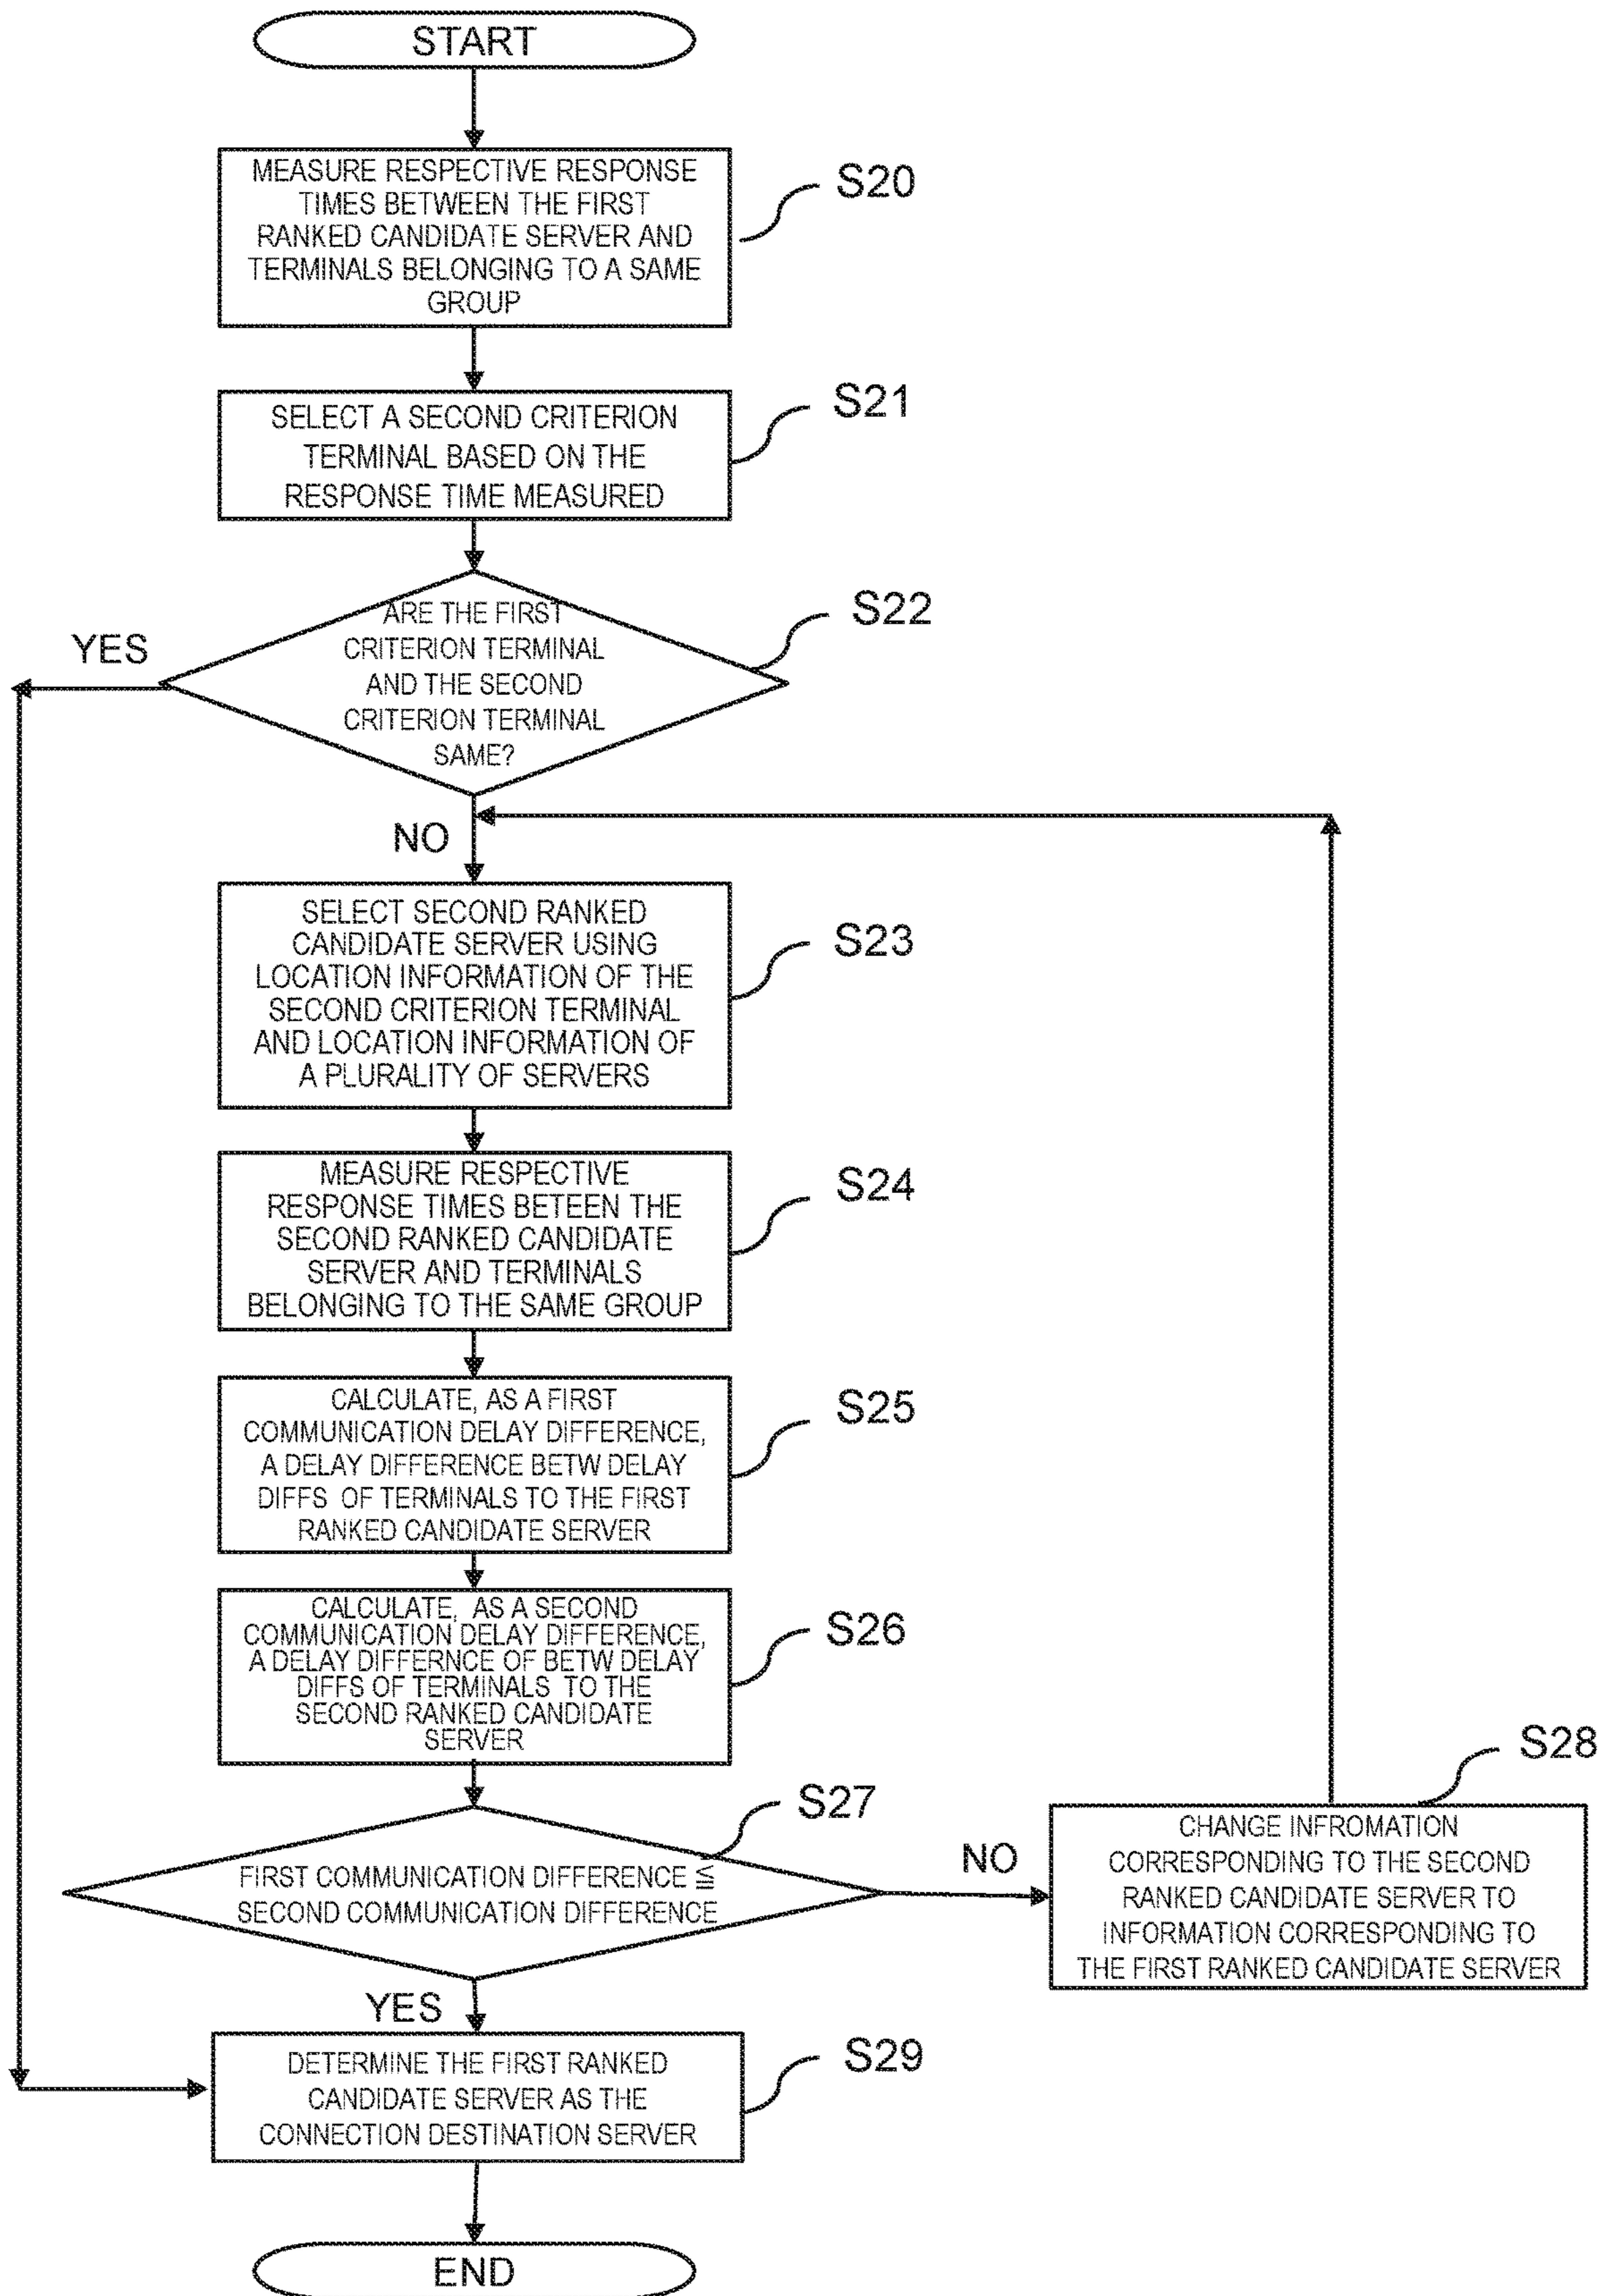 START
MEASURE RESPECTIVE RESPONSE
TIMES BETWEEN THE FIRST
RANKED CANDIDATE SERVER AND
TERMINALS BELONGING TO A SAME
GROUP
S20
SELECT A SECOND CRITERION
TERMINAL BASED ON THE
RESPONSE TIME MEASURED
S21
ARE THE FIRST
CRITERION TERMINAL
AND THE SECOND
CRITERION TERMINAL
SAME?
S22
YES
NO
SELECT SECOND RANKED
CANDIDATE SERVER USING
LOCATION INFORMATION OF THE
SECOND CRITERION TERMINAL
AND LOCATION INFORMATION OF
A PLURALITY OF SERVERS
S23
MEASURE RESPECTIVE
RESPONSE TIMES BETEEN THE
SECOND RANKED CANDIDATE
SERVER AND TERMINALS
BELONGING TO THE SAME GROUP
S24
CALCULATE, AS A FIRST
COMMUNICATION DELAY DIFFERENCE,
A DELAY DIFFERENCE BETW DELAY
DIFFS OF TERMINALS TO THE FIRST
RANKED CANDIDATE SERVER
S25
CALCULATE, AS A SECOND
COMMUNICATION DELAY DIFFERENCE,
A DELAY DIFFERNCE OF BETW DELAY
DIFFS OF TERMINALS TO THE
SECOND RANKED CANDIDATE
SERVER
S26
FIRST COMMUNICATION DIFFERENCE ≦
SECOND COMMUNICATION DIFFERENCE
S27
NO
CHANGE INFROMATION
CORRESPONDING TO THE SECOND
RANKED CANDIDATE SERVER TO
INFORMATION CORRESPONDING TO
THE FIRST RANKED CANDIDATE SERVER
S28
YES
DETERMINE THE FIRST RANKED
CANDIDATE SERVER AS THE
CONNECTION DESTINATION SERVER
S29
END